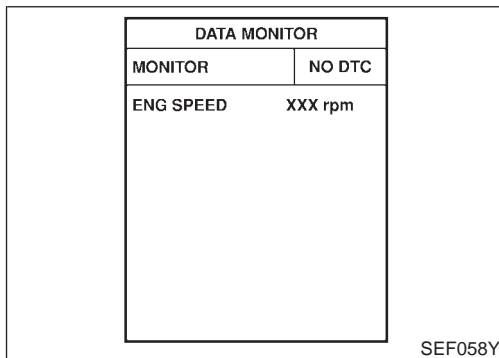 DATA MONITOR
MONITOR NO DTC
ENG SPEED XXX rpm
SEF058Y